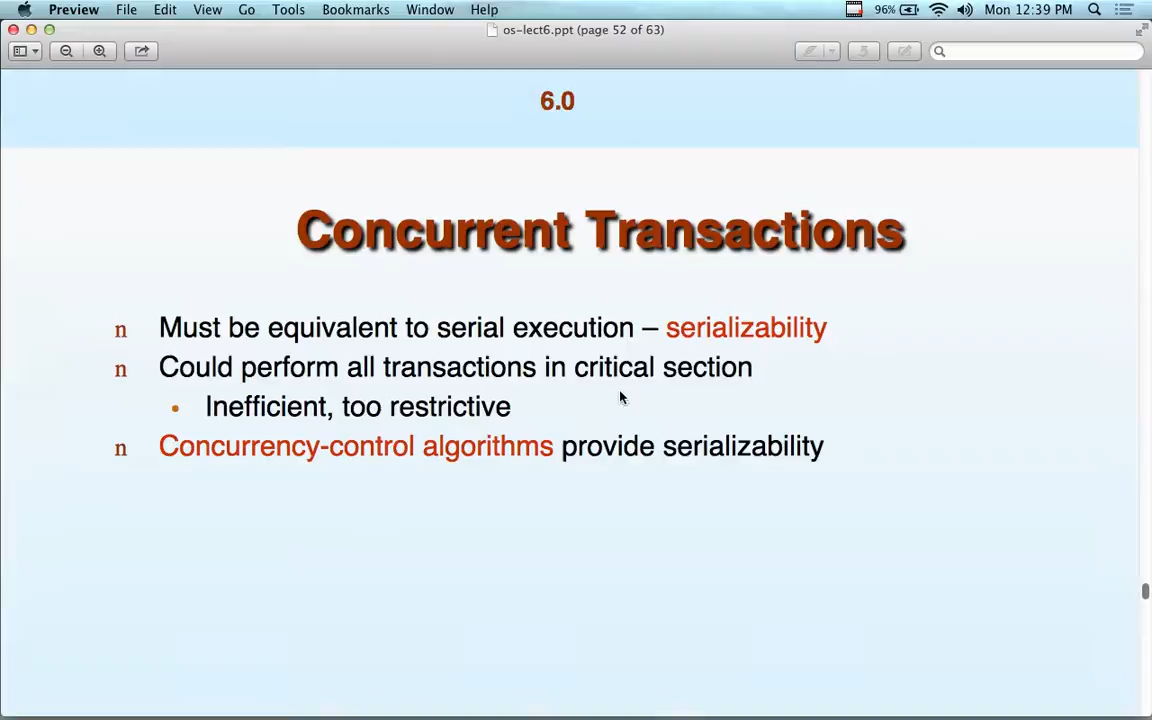 Preview File Edit View Go Tools Bookmarks Window Help 96% Mon 12:39 PM
os-lect6.ppt (page 52 of 63)
6.0
Concurrent Transactions
n Must be equivalent to serial execution – serializability
n Could perform all transactions in critical section
• Inefficient, too restrictive
n Concurrency-control algorithms provide serializability